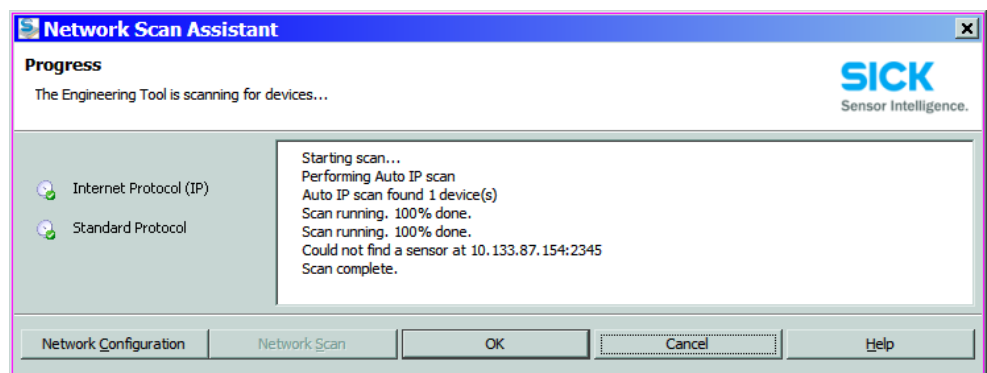 Network Scan Assistant
Progress
The Engineering Tool is scanning for devices...
SICK
Sensor Intelligence.
Internet Protocol (IP)
Standard Protocol
Starting scan...
Performing Auto IP scan
Auto IP scan found 1 device(s)
Scan running. 100% done.
Scan running. 100% done.
Could not find a sensor at 10.133.87.154:2345
Scan complete.
Network Configuration
Network Scan
OK
Cancel
Help